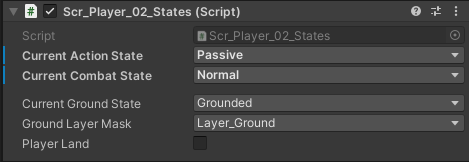 # Scr_Player_02_States (Script)
Script Scr_Player_02_States
Current Action State Passive
Current Combat State Normal
Current Ground State Grounded
Ground Layer Mask Layer_Ground
Player Land